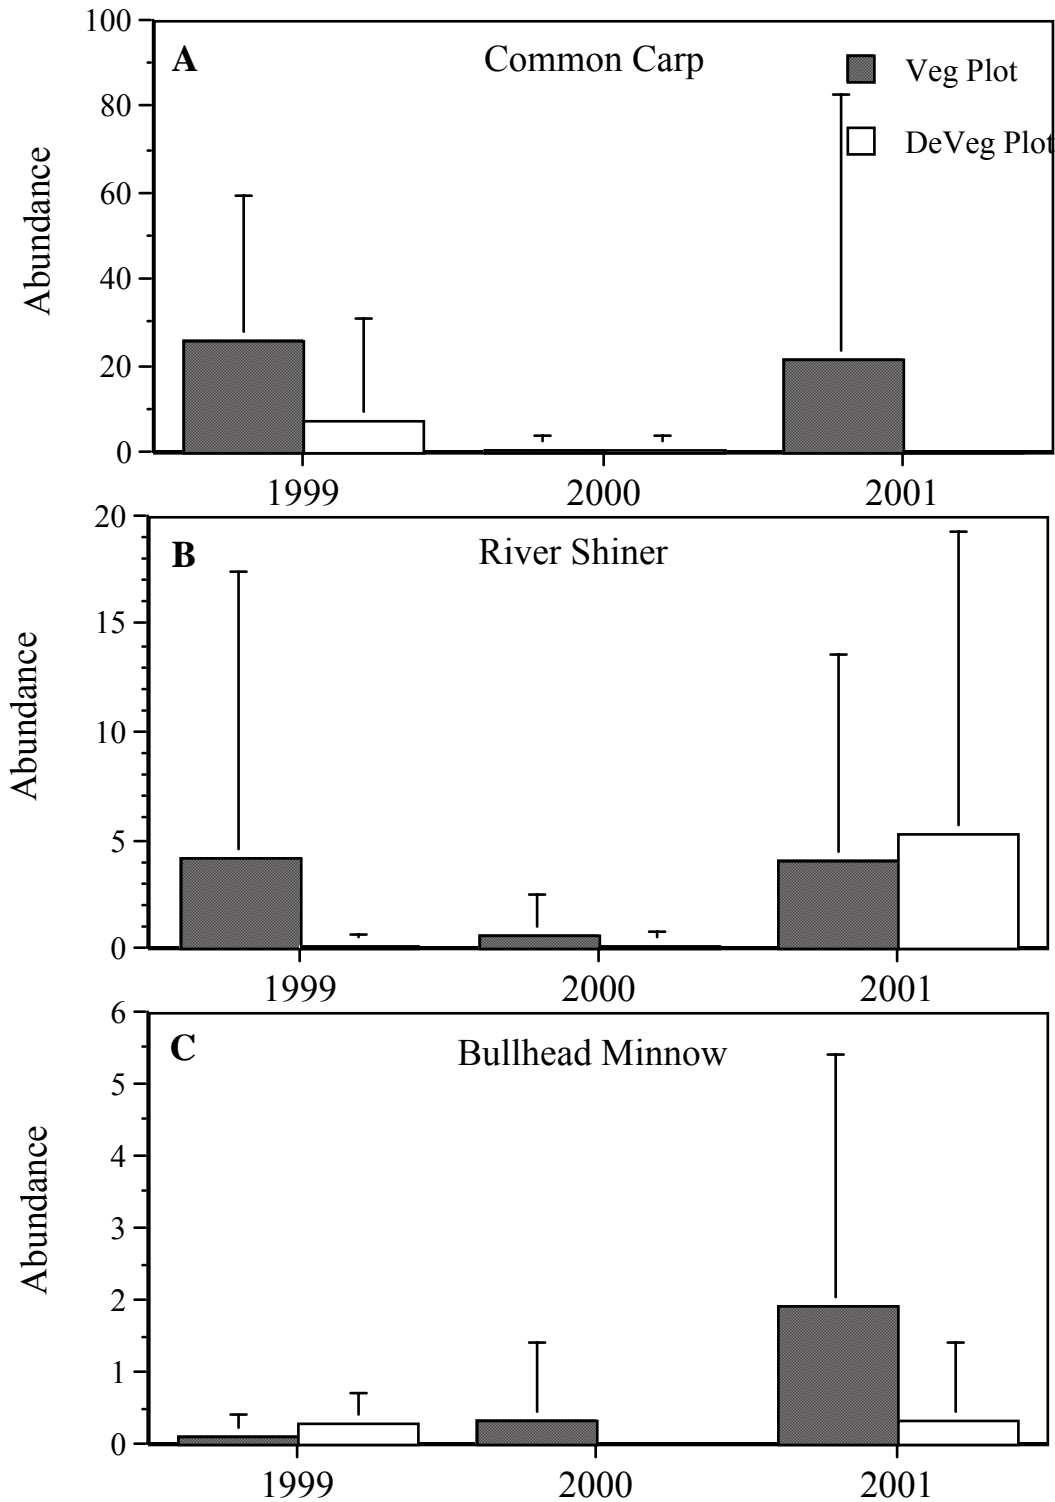 100
A
Common Carp
Veg Plot
80
DeVeg Plot
60
Abundance
40
20
0
1999 2000 2001
20
B
River Shiner
15
Abundance
10
5
0
1999 2000 2001
6
C
Bullhead Minnow
5
4
Abundance
3
2
1
0
1999 2000 2001